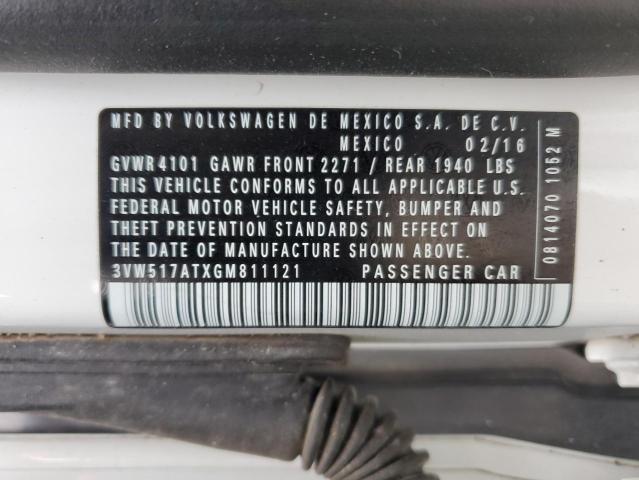 MFD BY VOLKSWAGEN DE MEXICO S.A. DE C.V.
MEXICO 02/16
GVWR 4101 GAWR FRONT 2271 / REAR 1940 LBS
THIS VEHICLE CONFORMS TO ALL APPLICABLE U.S.
FEDERAL MOTOR VEHICLE SAFETY, BUMPER AND
THEFT PREVENTION STANDARDS IN EFFECT ON
THE DATE OF MANUFACTURE SHOWN ABOVE.
3VW517ATXGM811121 PASSENGER CAR
0814070 1052 M